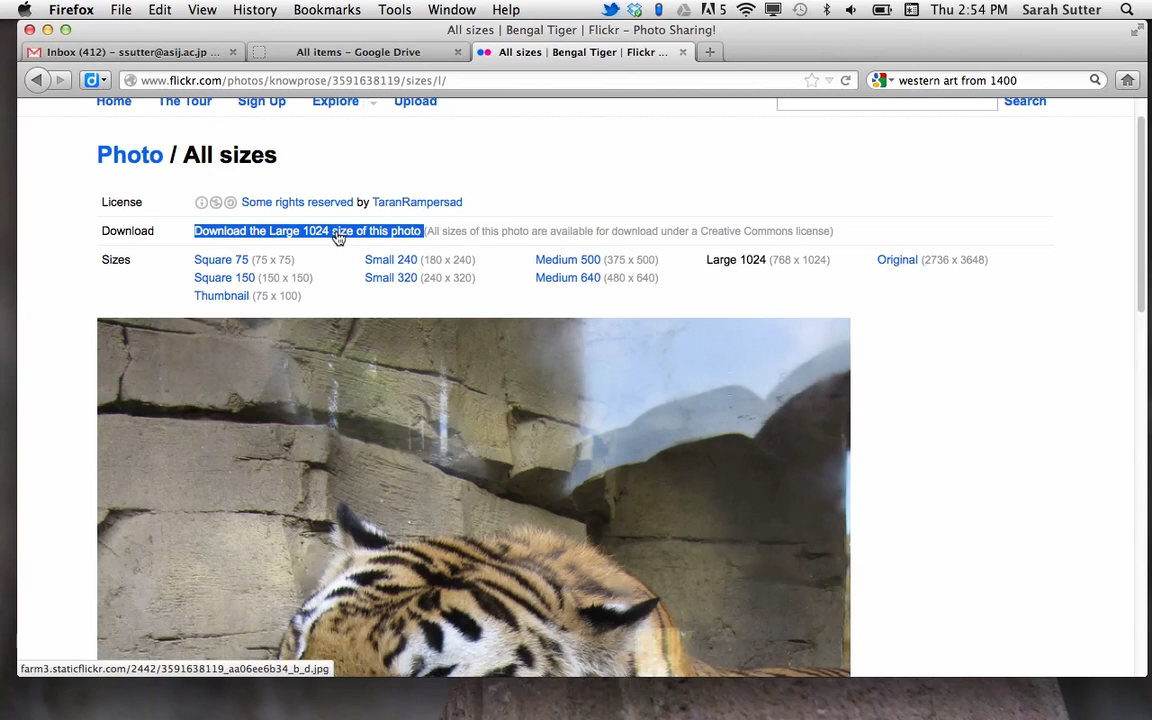 Firefox File Edit View History Bookmarks Tools Window Help 5 Thu 2:54 PM Sarah Sutter
All sizes | Bengal Tiger | Flickr - Photo Sharing!
Inbox (412) - ssutter@asij.ac.jp ... All items - Google Drive All sizes | Bengal Tiger | Flickr ...
www.flickr.com/photos/knowprose/3591638119/sizes/l/ western art from 1400
Home The Tour Sign Up Explore Upload Search
Photo / All sizes
License Some rights reserved by TaranRampersad
Download Download the Large 1024 size of this photo (All sizes of this photo are available for download under a Creative Commons license)
Sizes Square 75 (75 x 75) Small 240 (180 x 240) Medium 500 (375 x 500) Large 1024 (768 x 1024) Original (2736 x 3648)
Square 150 (150 x 150) Small 320 (240 x 320) Medium 640 (480 x 640)
Thumbnail (75 x 100)
farm3.staticflickr.com/2442/3591638119_aa06ee6b34_b_d.jpg